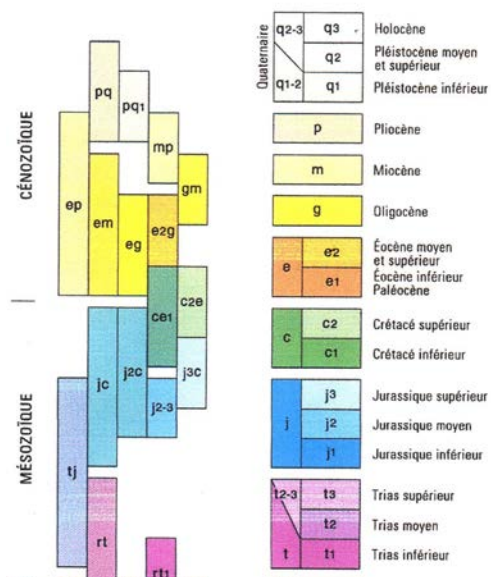 CÉNOZOÏQUE
MÉSOZOÏQUE
pq
pq1
mp
gm
ep
em
eg
e2g
ce1
c2e
jc
j2c
j2-3
j3c
tj
rt
rt1
Quaternaire
q2-3
q1-2
q3
Holocène
q2
Pléistocène moyen
et supérieur
q1
Pléistocène inférieur
p
Pliocène
m
Miocène
g
Oligocène
e
e2
Éocène moyen
et supérieur
e1
Éocène inférieur
Paléocène
c
c2
Crétacé supérieur
c1
Crétacé inférieur
j
j3
Jurassique supérieur
j2
Jurassique moyen
j1
Jurassique inférieur
t2-3
t
t3
Trias supérieur
t2
Trias moyen
t1
Trias inférieur